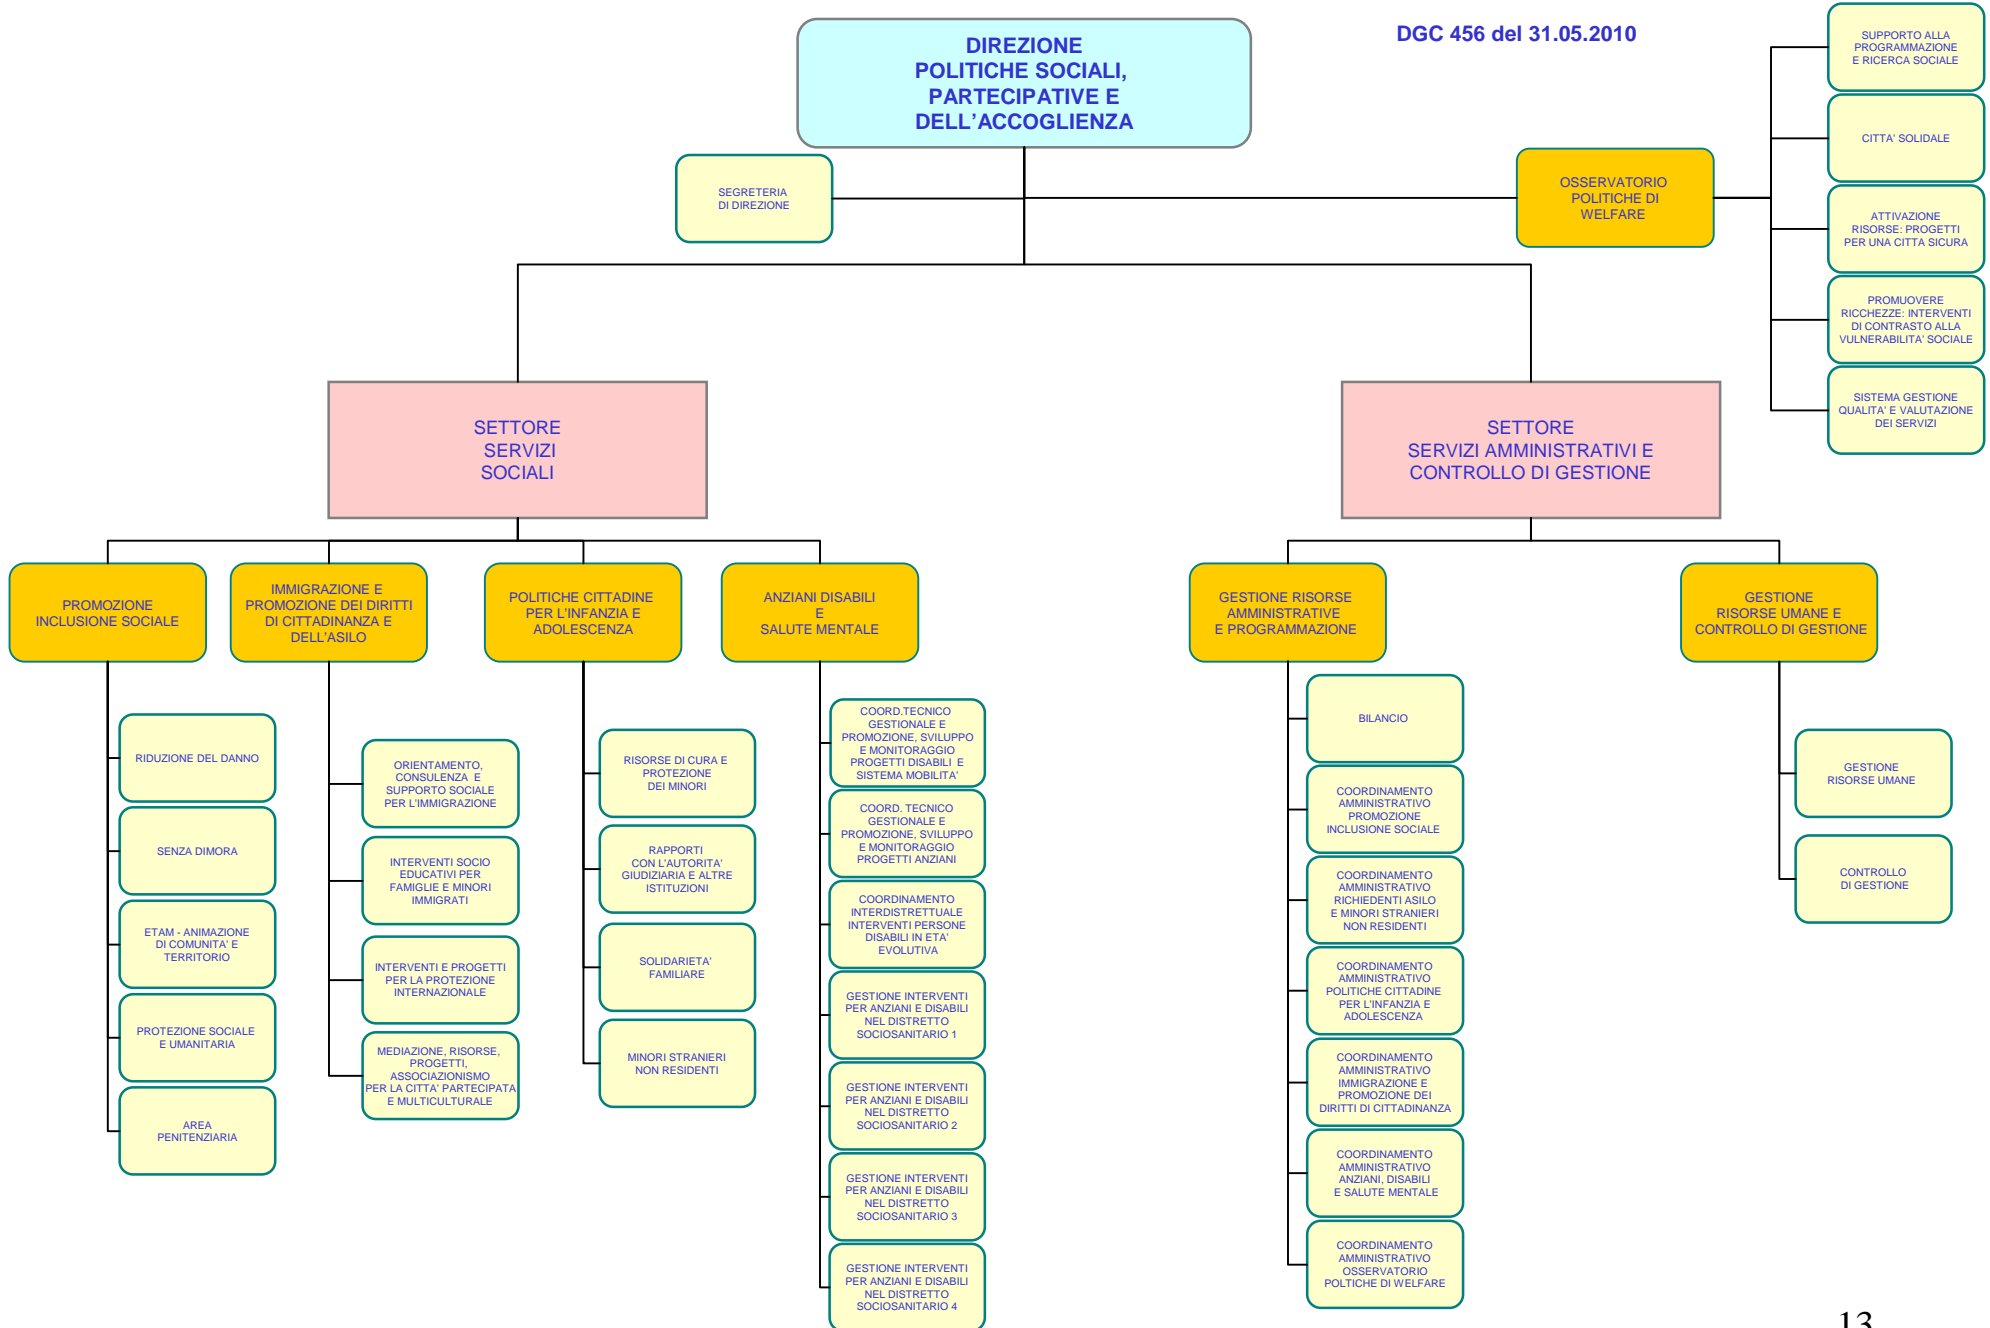 DIREZIONE
POLITICHE SOCIALI,
PARTECIPATIVE E
DELL'ACCOGLIENZA
DGC 456 del 31.05.2010
SEGRETERIA
DI DIREZIONE
OSSERVATORIO
POLITICHE DI
WELFARE
SUPPORTO ALLA
PROGRAMMAZIONE
E RICERCA SOCIALE
CITTA' SOLIDALE
ATTIVAZIONE
RISORSE: PROGETTI
PER UNA CITTA SICURA
PROMUOVERE
RICCHEZZE: INTERVENTI
DI CONTRASTO ALLA
VULNERABILITA' SOCIALE
SISTEMA GESTIONE
QUALITA' E VALUTAZIONE
DEI SERVIZI
SETTORE
SERVIZI
SOCIALI
SETTORE
SERVIZI AMMINISTRATIVI E
CONTROLLO DI GESTIONE
PROMOZIONE
INCLUSIONE SOCIALE
IMMIGRAZIONE E
PROMOZIONE DEI DIRITTI
DI CITTADINANZA E
DELL'ASILO
POLITICHE CITTADINE
PER L'INFANZIA E
ADOLESCENZA
ANZIANI DISABILI
E
SALUTE MENTALE
GESTIONE RISORSE
AMMINISTRATIVE
E PROGRAMMAZIONE
GESTIONE
RISORSE UMANE E
CONTROLLO DI GESTIONE
RIDUZIONE DEL DANNO
SENZA DIMORA
ETAM - ANIMAZIONE
DI COMUNITA' E
TERRITORIO
PROTEZIONE SOCIALE
E UMANITARIA
AREA
PENITENZIARIA
ORIENTAMENTO,
CONSULENZA E
SUPPORTO SOCIALE
PER L'IMMIGRAZIONE
INTERVENTI SOCIO
EDUCATIVI PER
FAMIGLIE E MINORI
IMMIGRATI
INTERVENTI E PROGETTI
PER LA PROTEZIONE
INTERNAZIONALE
MEDIAZIONE, RISORSE,
PROGETTI,
ASSOCIAZIONISMO
PER LA CITTA' PARTECIPATA
E MULTICULTURALE
RISORSE DI CURA E
PROTEZIONE
DEI MINORI
RAPPORTI
CON L'AUTORITA'
GIUDIZIARIA E ALTRE
ISTITUZIONI
SOLIDARIETA'
FAMILIARE
MINORI STRANIERI
NON RESIDENTI
COORD.TECNICO
GESTIONALE E
PROMOZIONE, SVILUPPO
E MONITORAGGIO
PROGETTI DISABILI E
SISTEMA MOBILITA'
COORD. TECNICO
GESTIONALE E
PROMOZIONE, SVILUPPO
E MONITORAGGIO
PROGETTI ANZIANI
COORDINAMENTO
INTERDISTRETTUALE
INTERVENTI PERSONE
DISABILI IN ETA'
EVOLUTIVA
GESTIONE INTERVENTI
PER ANZIANI E DISABILI
NEL DISTRETTO
SOCIOSANITARIO 1
GESTIONE INTERVENTI
PER ANZIANI E DISABILI
NEL DISTRETTO
SOCIOSANITARIO 2
GESTIONE INTERVENTI
PER ANZIANI E DISABILI
NEL DISTRETTO
SOCIOSANITARIO 3
GESTIONE INTERVENTI
PER ANZIANI E DISABILI
NEL DISTRETTO
SOCIOSANITARIO 4
BILANCIO
COORDINAMENTO
AMMINISTRATIVO
PROMOZIONE
INCLUSIONE SOCIALE
COORDINAMENTO
AMMINISTRATIVO
RICHIEDENTI ASILO
E MINORI STRANIERI
NON RESIDENTI
COORDINAMENTO
AMMINISTRATIVO
POLITICHE CITTADINE
PER L'INFANZIA E
ADOLESCENZA
COORDINAMENTO
AMMINISTRATIVO
IMMIGRAZIONE E
PROMOZIONE DEI
DIRITTI DI CITTADINANZA
COORDINAMENTO
AMMINISTRATIVO
ANZIANI, DISABILI
E SALUTE MENTALE
COORDINAMENTO
AMMINISTRATIVO
OSSERVATORIO
POLTICHE DI WELFARE
GESTIONE
RISORSE UMANE
CONTROLLO
DI GESTIONE
13